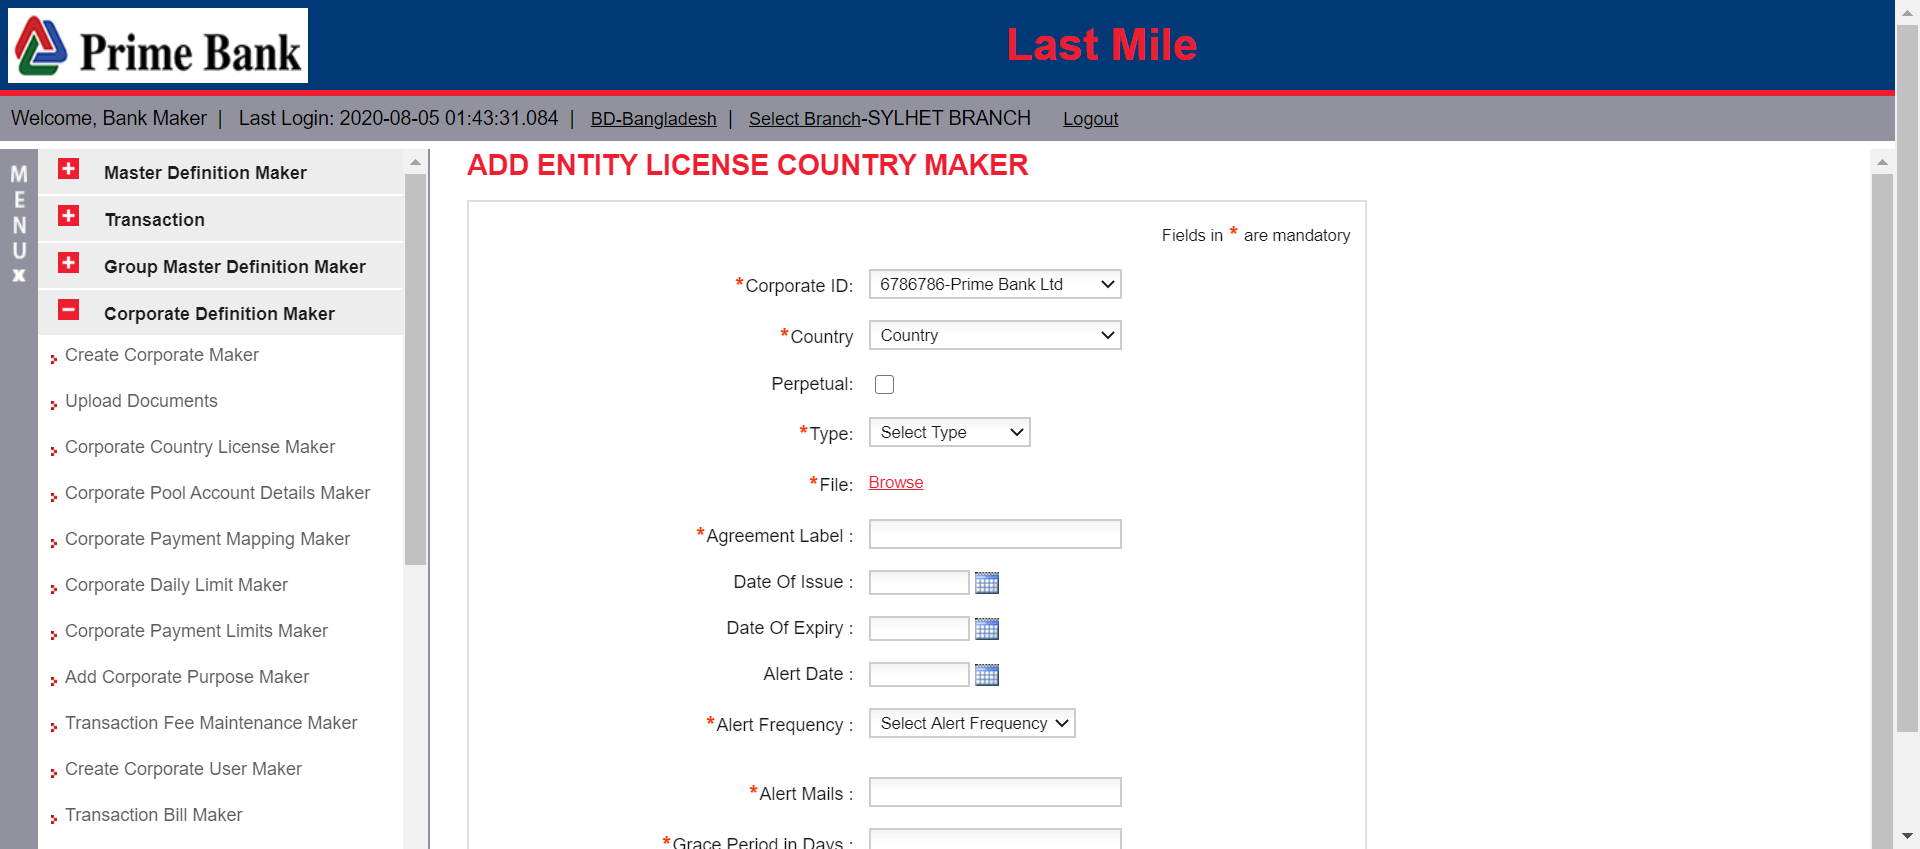 Prime Bank
Last Mile
Welcome, Bank Maker | Last Login: 2020-08-05 01:43:31.084 | BD-Bangladesh | Select Branch-SYLHET BRANCH Logout
MENU X
Master Definition Maker
Transaction
Group Master Definition Maker
Corporate Definition Maker
Create Corporate Maker
Upload Documents
Corporate Country License Maker
Corporate Pool Account Details Maker
Corporate Payment Mapping Maker
Corporate Daily Limit Maker
Corporate Payment Limits Maker
Add Corporate Purpose Maker
Transaction Fee Maintenance Maker
Create Corporate User Maker
Transaction Bill Maker
ADD ENTITY LICENSE COUNTRY MAKER
Fields in * are mandatory
*Corporate ID: 6786786-Prime Bank Ltd
*Country Country
Perpetual:
*Type: Select Type
*File: Browse
*Agreement Label :
Date Of Issue :
Date Of Expiry :
Alert Date :
*Alert Frequency : Select Alert Frequency
*Alert Mails :
*Grace Period in Days :